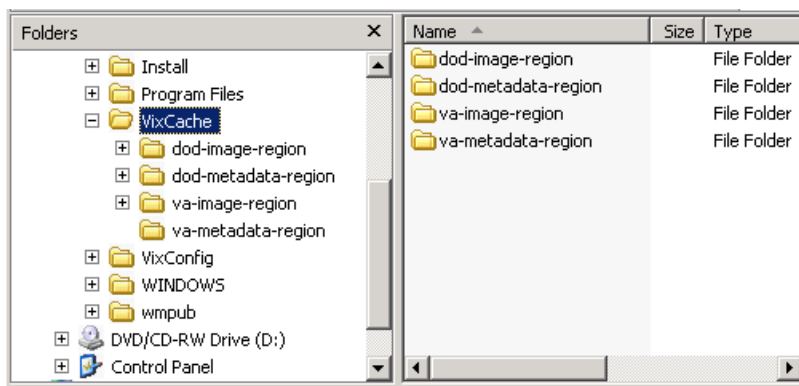 Folders
Install
Program Files
VixCache
dod-image-region
dod-metadata-region
va-image-region
va-metadata-region
VixConfig
WINDOWS
wmpub
DVD/CD-RW Drive (D:)
Control Panel
Name Size Type
dod-image-region File Folder
dod-metadata-region File Folder
va-image-region File Folder
va-metadata-region File Folder